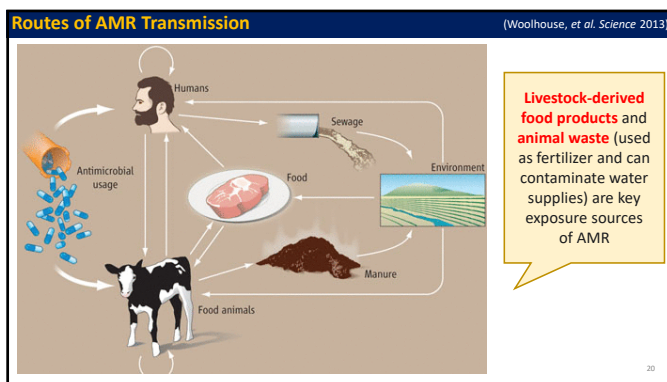 Routes of AMR Transmission
(Woolhouse, et al. Science 2013)
Humans
Sewage
Antimicrobial
usage
Food
Environment
Manure
Food animals
Livestock-derived
food products and
animal waste (used
as fertilizer and can
contaminate water
supplies) are key
exposure sources
of AMR
20